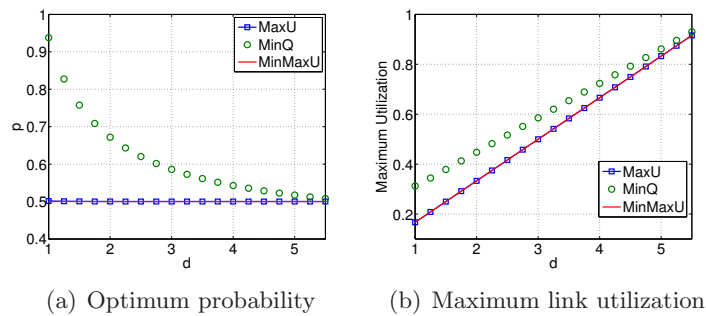 1
0.9
0.8
0.7
0.6
0.5
0.4
p
1
2
3
4
5
d
MaxU
MinQ
MinMaxU
(a) Optimum probability
1
0.8
0.6
0.4
0.2
Maximum Utilization
1
2
3
4
5
d
MaxU
MinQ
MinMaxU
(b) Maximum link utilization